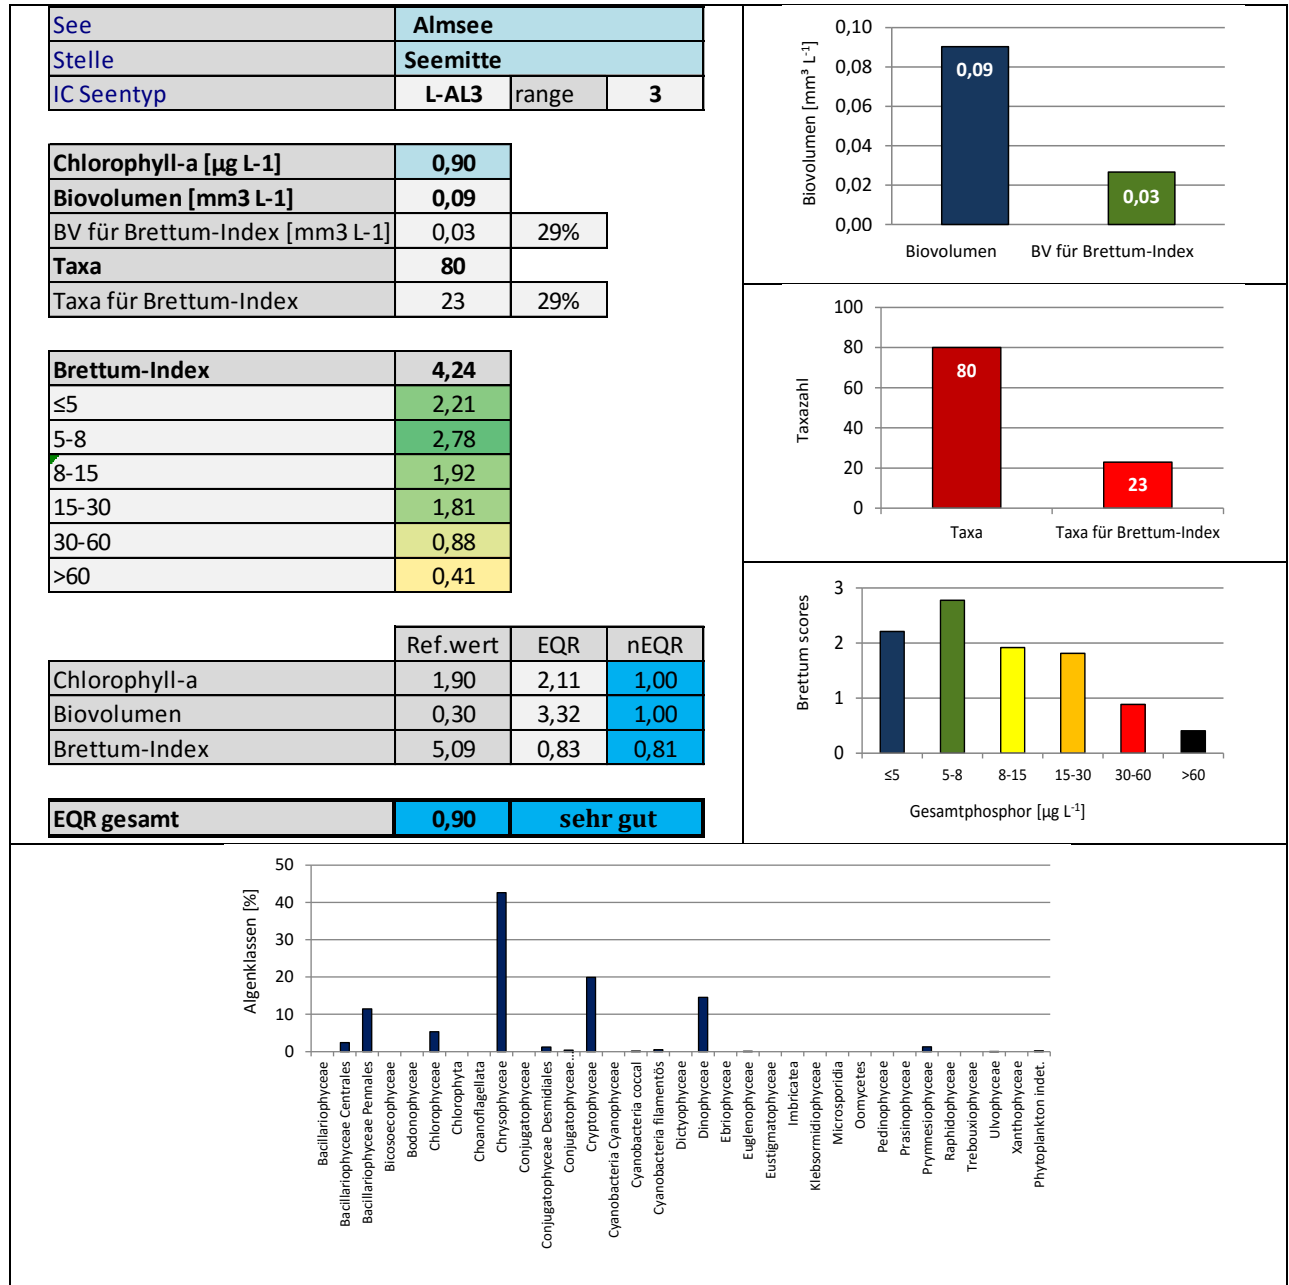 See Almsee
Stelle Seemitte
IC Seentyp L-AL3 range 3
Chlorophyll-a [µg L-1] 0,90
Biovolumen [mm3 L-1] 0,09
BV für Brettum-Index [mm3 L-1] 0,03 29%
Taxa 80
Taxa für Brettum-Index 23 29%
Brettum-Index 4,24
≤5 2,21
5-8 2,78
8-15 1,92
15-30 1,81
30-60 0,88
>60 0,41
Ref.wert EQR nEQR
Chlorophyll-a 1,90 2,11 1,00
Biovolumen 0,30 3,32 1,00
Brettum-Index 5,09 0,83 0,81
EQR gesamt 0,90 sehr gut
Biovolumen [mm³ L-1]
0,10
0,08
0,06
0,04
0,02
0,00
0,09
0,03
Biovolumen BV für Brettum-Index
Taxazahl
100
80
60
40
20
0
80
23
Taxa Taxa für Brettum-Index
Brettum scores
3
2
1
0
≤5 5-8 8-15 15-30 30-60 >60
Gesamtphosphor [µg L-1]
Algenklassen [%]
50
40
30
20
10
0
Bacillariophyceae
Bacillariophyceae Centrales
Bacillariophyceae Pennales
Bicosoecophyceae
Bodonophyceae
Chlorophyceae
Chlorophyta
Choanoflagellata
Chrysophyceae
Conjugatophyceae
Conjugatophyceae Desmidiales
Conjugatophyceae...
Cryptophyceae
Cyanobacteria Cyanophyceae
Cyanobacteria coccal
Cyanobacteria filamentös
Dictyophyceae
Dinophyceae
Ebriophyceae
Euglenophyceae
Eustigmatophyceae
Imbricatea
Klebsormidiophyceae
Microsporidia
Oomycetes
Pedinophyceae
Prasinophyceae
Prymnesiophyceae
Raphidophyceae
Trebouxiophyceae
Ulvophyceae
Xanthophyceae
Phytoplankton indet.